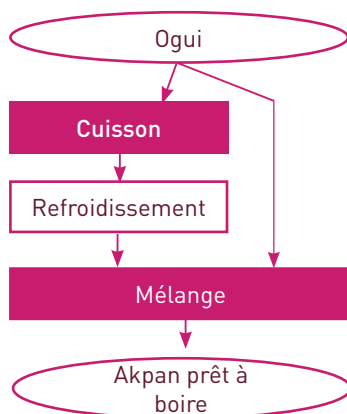 Ogui
Cuisson
Refroidissement
Mélange
Akpan prêt à
boire